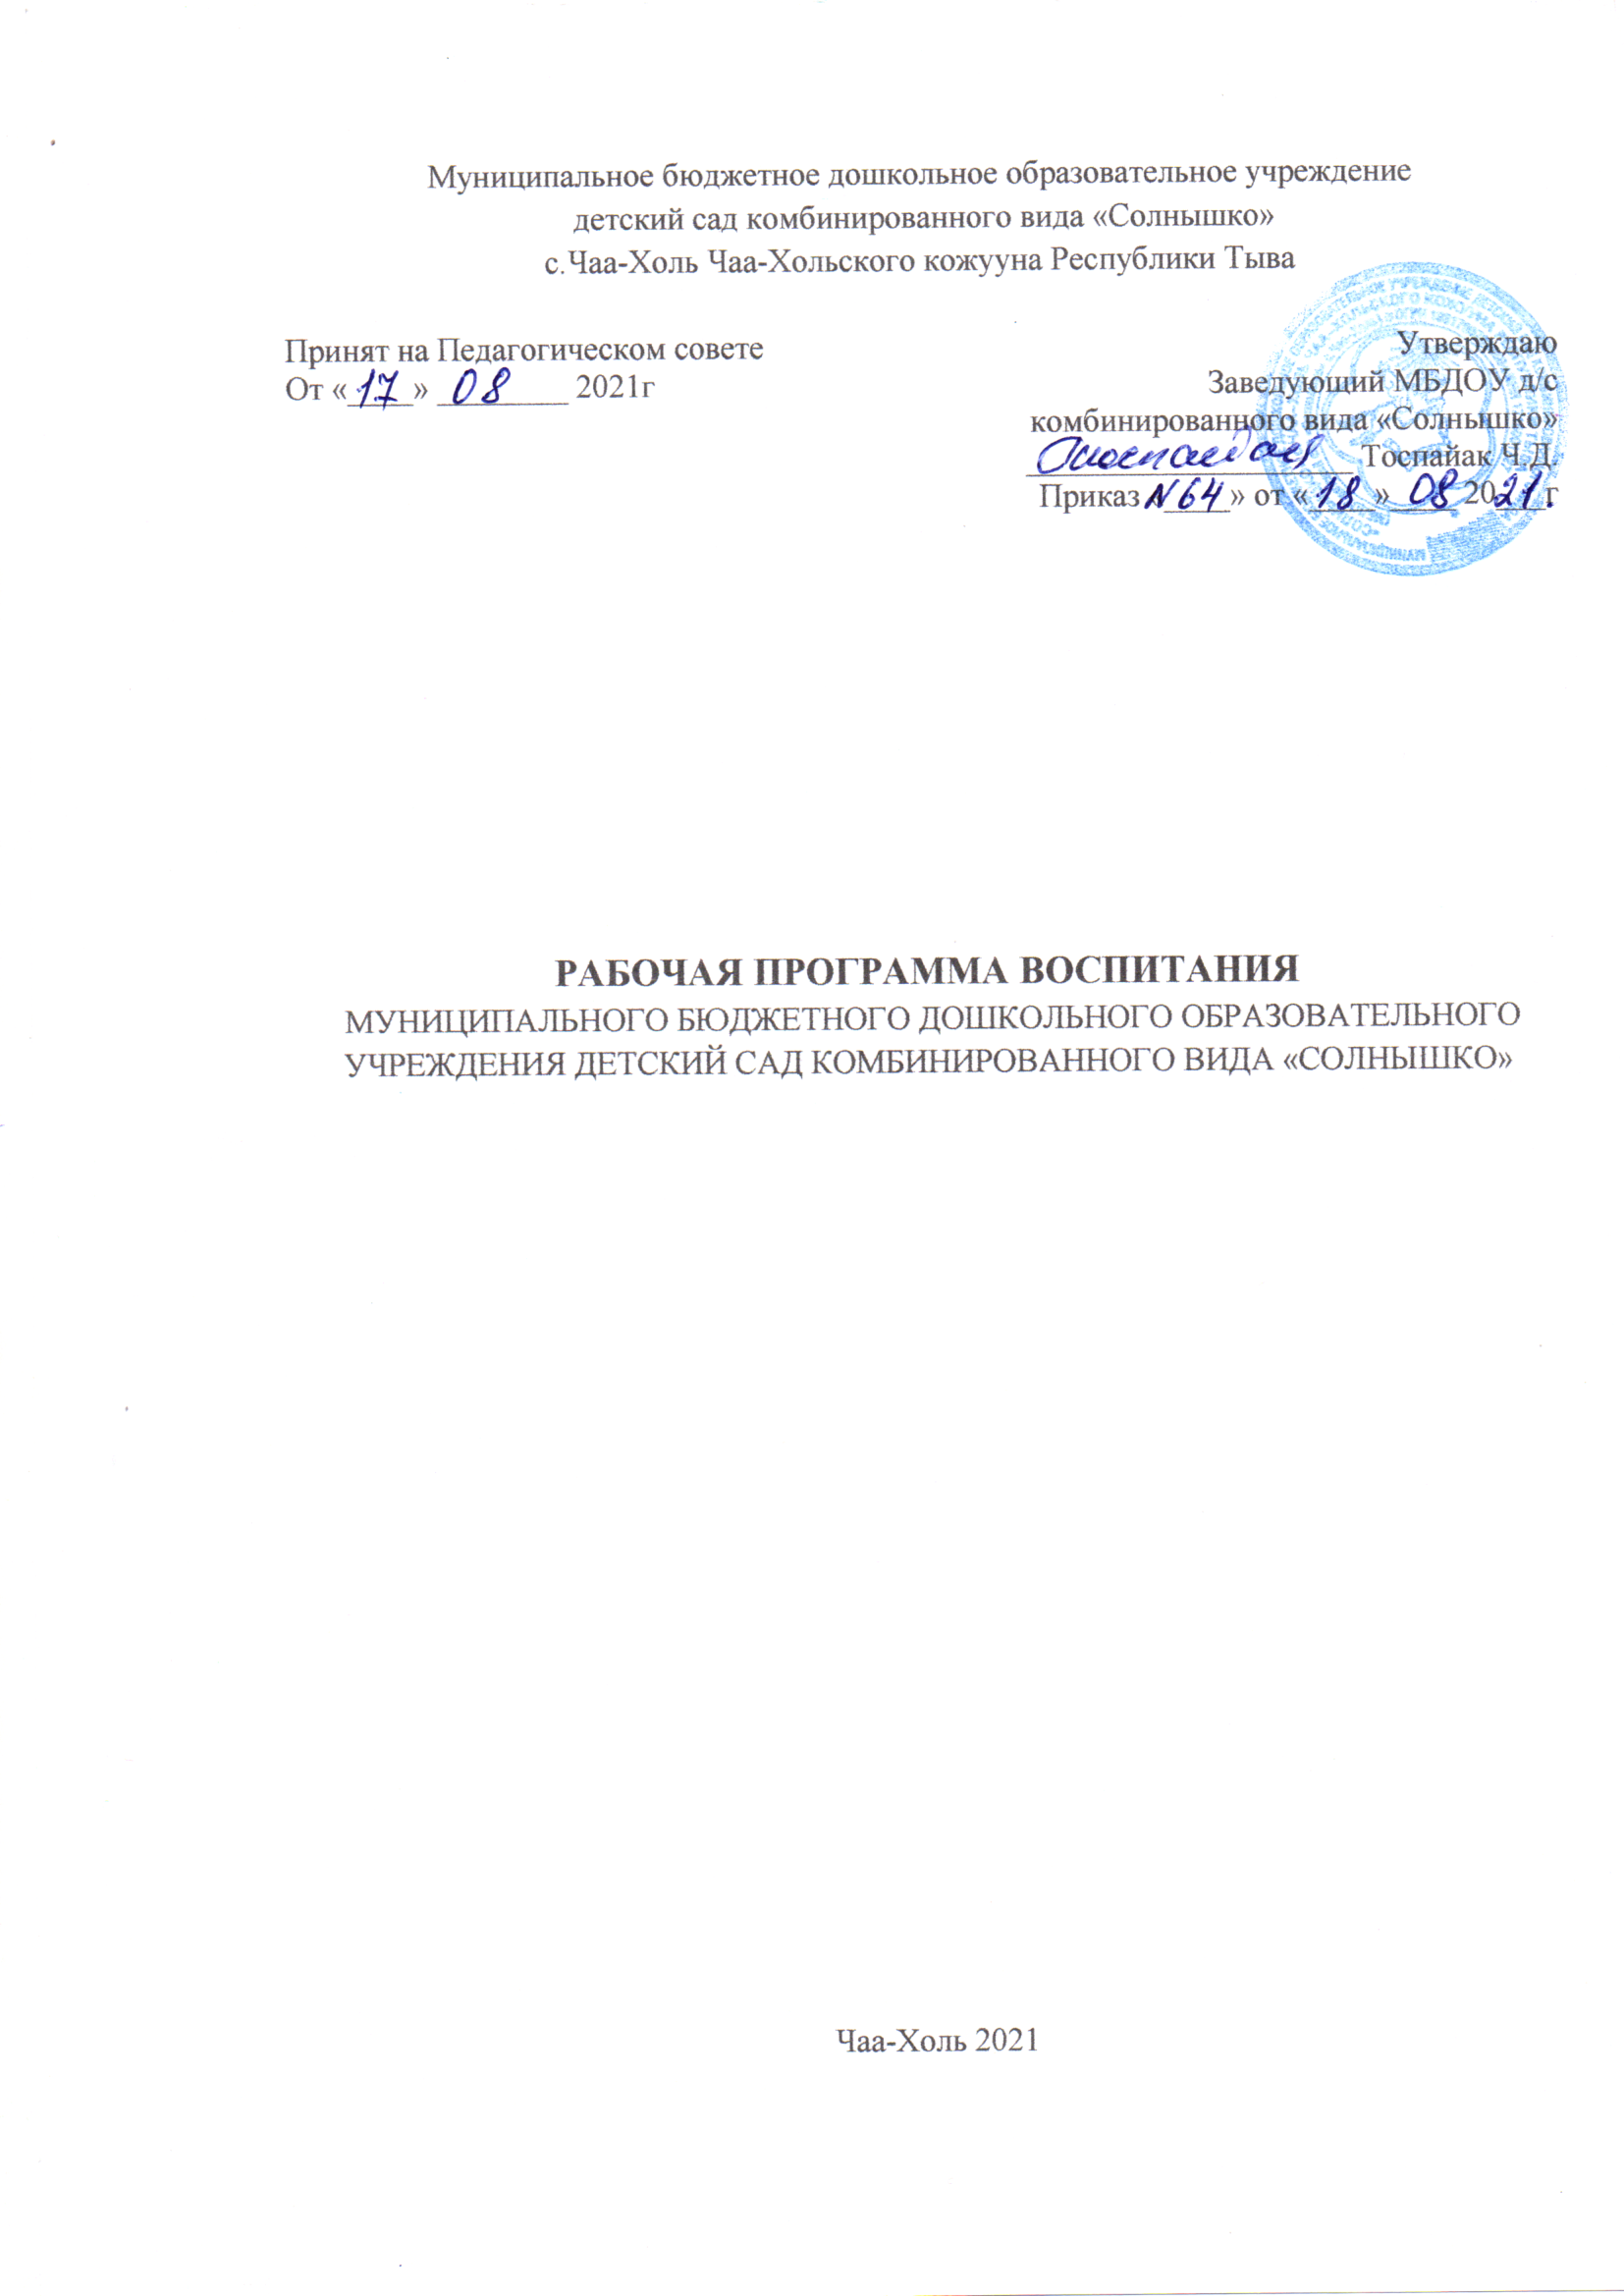 Муниципальное бюджетное дошкольное образовательное учреждение
детский сад комбинированного вида «Солнышко»
с.Чаа-Холь Чаа-Хольского кожууна Республики Тыва
Принят на Педагогическом совете
От «17» 08 2021г
Утверждаю
Заведующий МБДОУ д/с
комбинированного вида «Солнышко»
Тоспайак Ч.Д.
Приказ №64» от «18» 08 2021г
РАБОЧАЯ ПРОГРАММА ВОСПИТАНИЯ
МУНИЦИПАЛЬНОГО БЮДЖЕТНОГО ДОШКОЛЬНОГО ОБРАЗОВАТЕЛЬНОГО
УЧРЕЖДЕНИЯ ДЕТСКИЙ САД КОМБИНИРОВАННОГО ВИДА «СОЛНЫШКО»
Чаа-Холь 2021